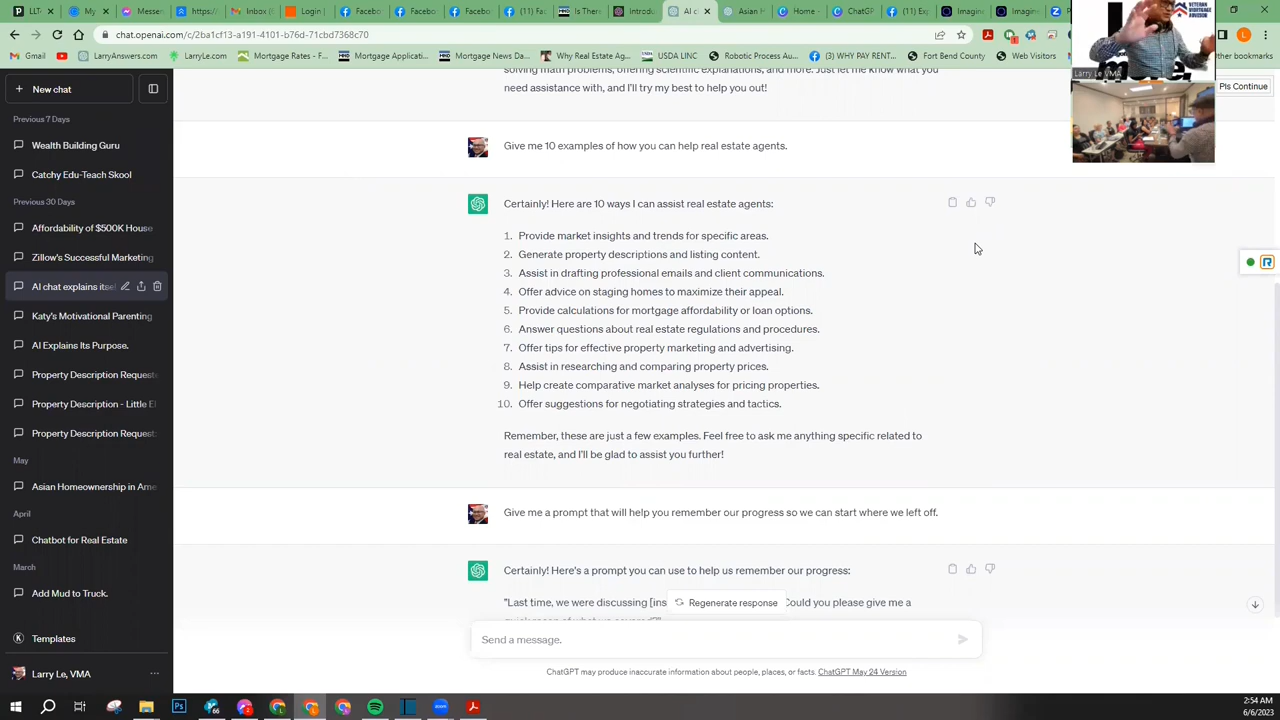 chat.openai.com/c/2ba1cf13-a191-4101-b76d-71cbd7368c70
LarryAnswers.com
LarryLe.com
Mortgage Rates -
Mortgage Applicati
Mortgage News Dai
Why Real Estate Ag
USDA LINC
Robotic Process Au
(3) WHY PAY RENT
Fort Bend County
Web Visitors
other bookmarks
VETERAN
MORTGAGE
ADVISOR
more.
Larry Le VMA
Pls Continue
New chat
Previous 7 Days
Wealth Building Guru
Catchy Edu-Teach Skool
Previous 30 Days
Affordability of $500K House
Zillow's Successful Marketing
AI chat explains itsel
Katy's Motivational Parenting
AI Explains Its Purpose.
Property Description Request
Property Description - Little El
Property Description Request
May
Asian Homeownership in Ame
April
Chatbot for Real Estate
March
Add Mud to Truck.
Templates
Larry Le, VMA
solving math problems, offering scientific explanations, and more. Just let me know what you
need assistance with, and I'll try my best to help you out!
Give me 10 examples of how you can help real estate agents.
Certainly! Here are 10 ways I can assist real estate agents:
1. Provide market insights and trends for specific areas.
2. Generate property descriptions and listing content.
3. Assist in drafting professional emails and client communications.
4. Offer advice on staging homes to maximize their appeal.
5. Provide calculations for mortgage affordability or loan options.
6. Answer questions about real estate regulations and procedures.
7. Offer tips for effective property marketing and advertising.
8. Assist in researching and comparing property prices.
9. Help create comparative market analyses for pricing properties.
10. Offer suggestions for negotiating strategies and tactics.
Remember, these are just a few examples. Feel free to ask me anything specific related to
real estate, and I'll be glad to assist you further!
Give me a prompt that will help you remember our progress so we can start where we left off.
Certainly! Here's a prompt you can use to help us remember our progress:
"Last time, we were discussing [ins
Could you please give me a
Regenerate response
Send a message.
ChatGPT may produce inaccurate information about people, places, or facts. ChatGPT May 24 Version
2:54 AM
6/6/2023